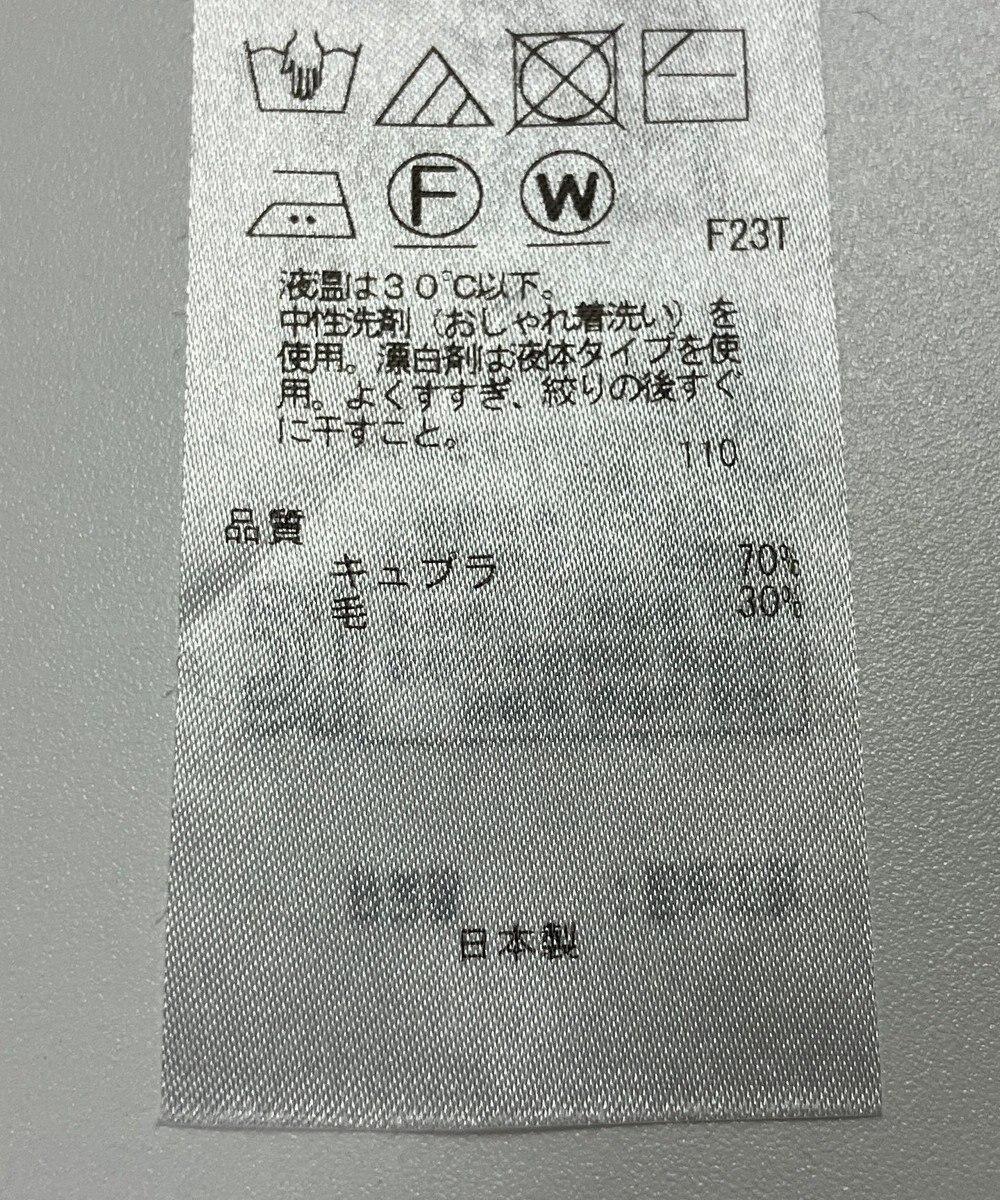 F
W
F23T
液温は30℃以下。
中性洗剤（おしゃれ着洗い）を
使用。漂白剤は液体タイプを使
用。よくすすぎ、絞りの後すぐ
に干すこと。
110
品質
キュプラ 70%
毛 30%
日本製